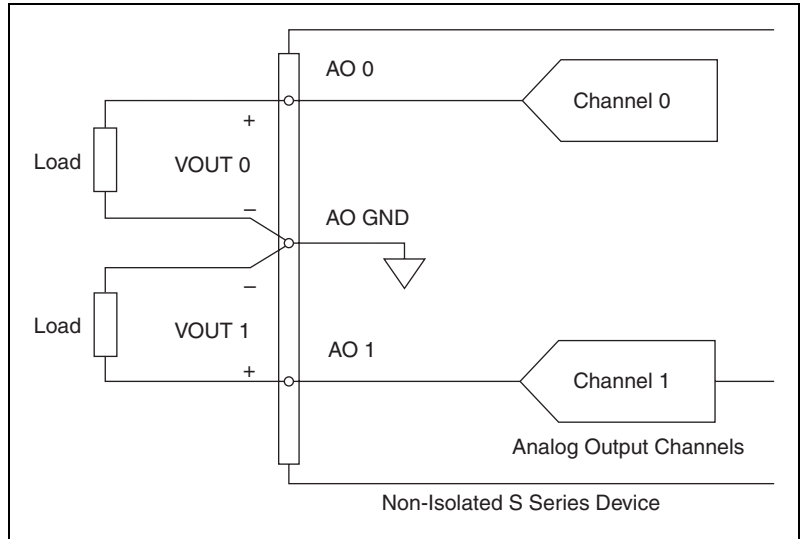 AO 0
Channel 0
+
Load
VOUT 0
–
AO GND
–
Load
VOUT 1
+
AO 1
Channel 1
Analog Output Channels
Non-Isolated S Series Device